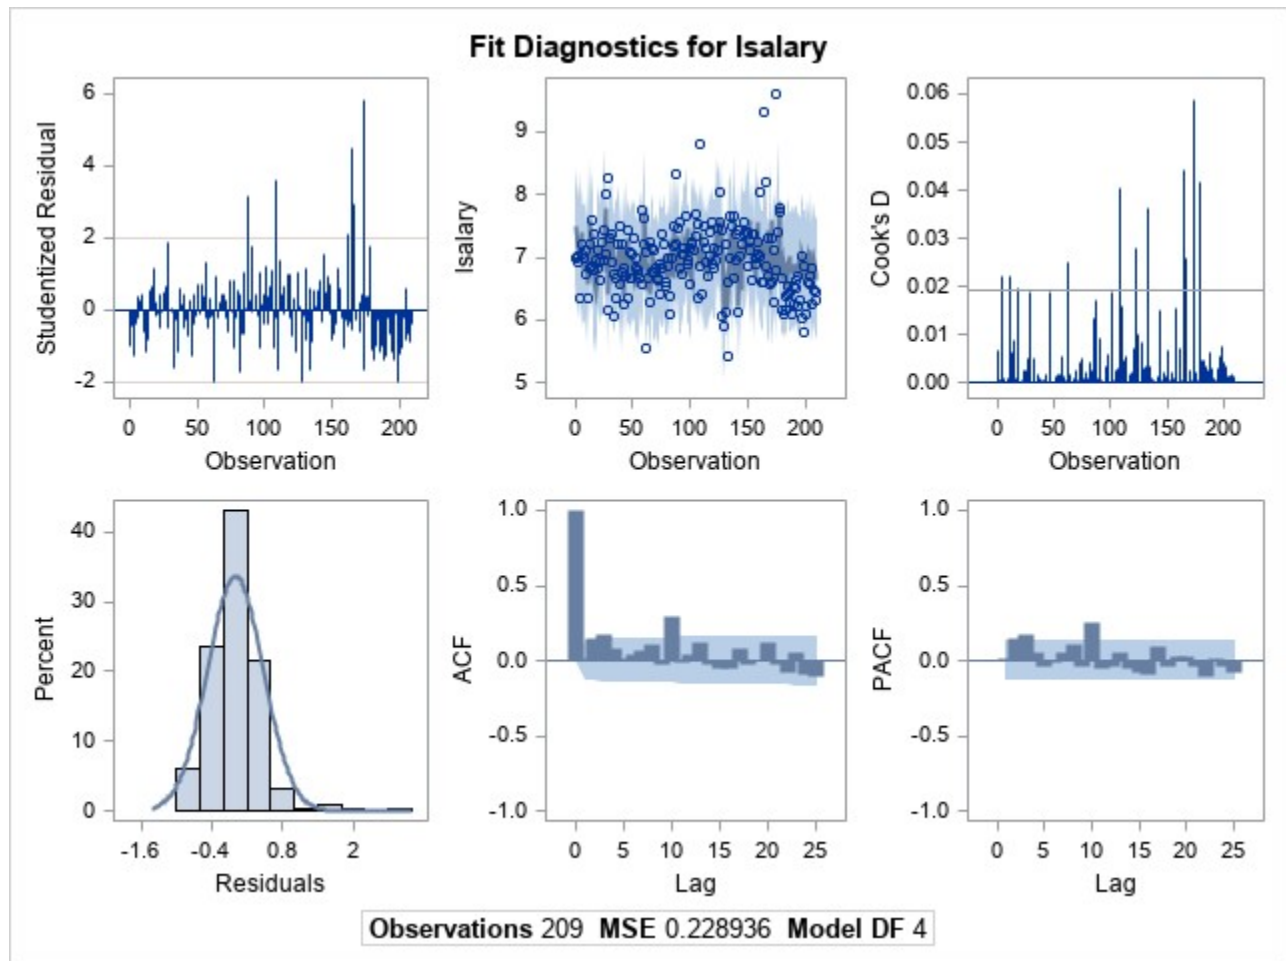 Fit Diagnostics for lsalary
6
4
2
0
-2
Studentized Residual
0 50 100 150 200
Observation
9
8
7
6
5
lsalary
0 50 100 150 200
Observation
0.06
0.05
0.04
0.03
0.02
0.01
0.00
Cook's D
0 50 100 150 200
Observation
40
30
20
10
0
Percent
-1.6 -0.4 0.8 2
Residuals
1.0
0.5
0.0
-0.5
-1.0
ACF
0 5 10 15 20 25
Lag
1.0
0.5
0.0
-0.5
-1.0
PACF
0 5 10 15 20 25
Lag
Observations 209 MSE 0.228936 Model DF 4